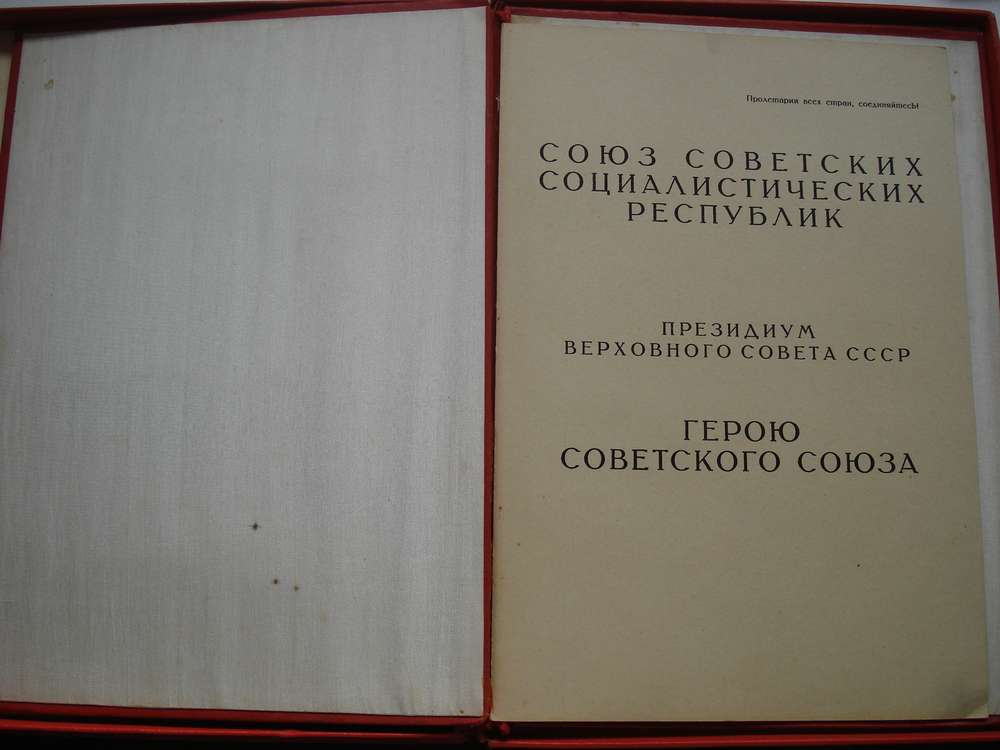 Пролетарии всех стран, соединяйтесь!
СОЮЗ СОВЕТСКИХ
СОЦИАЛИСТИЧЕСКИХ
РЕСПУБЛИК
ПРЕЗИДИУМ
ВЕРХОВНОГО СОВЕТА СССР
ГЕРОЮ
СОВЕТСКОГО СОЮЗА